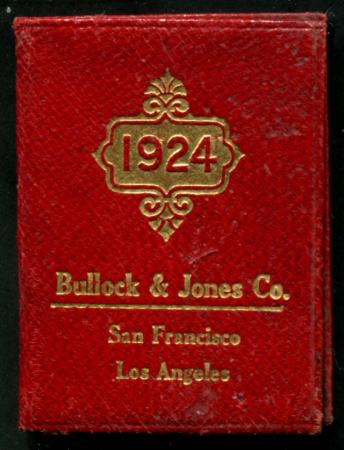 1924
Bullock & Jones Co.
San Francisco
Los Angeles